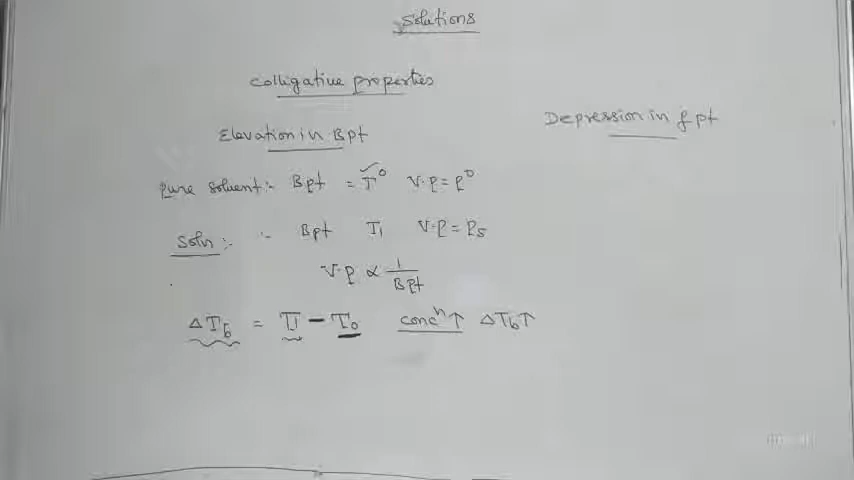 Solutions
Colligative properties
Elevation in Bpt
Depression in f pt
Pure solvent:- Bpt = T° V.P = P°
Soln :- :- Bpt T₁ V.P = Ps
V.P ∝ 1/Bpt
ΔTb = T₁ - T₀ concⁿ↑ ΔTb↑